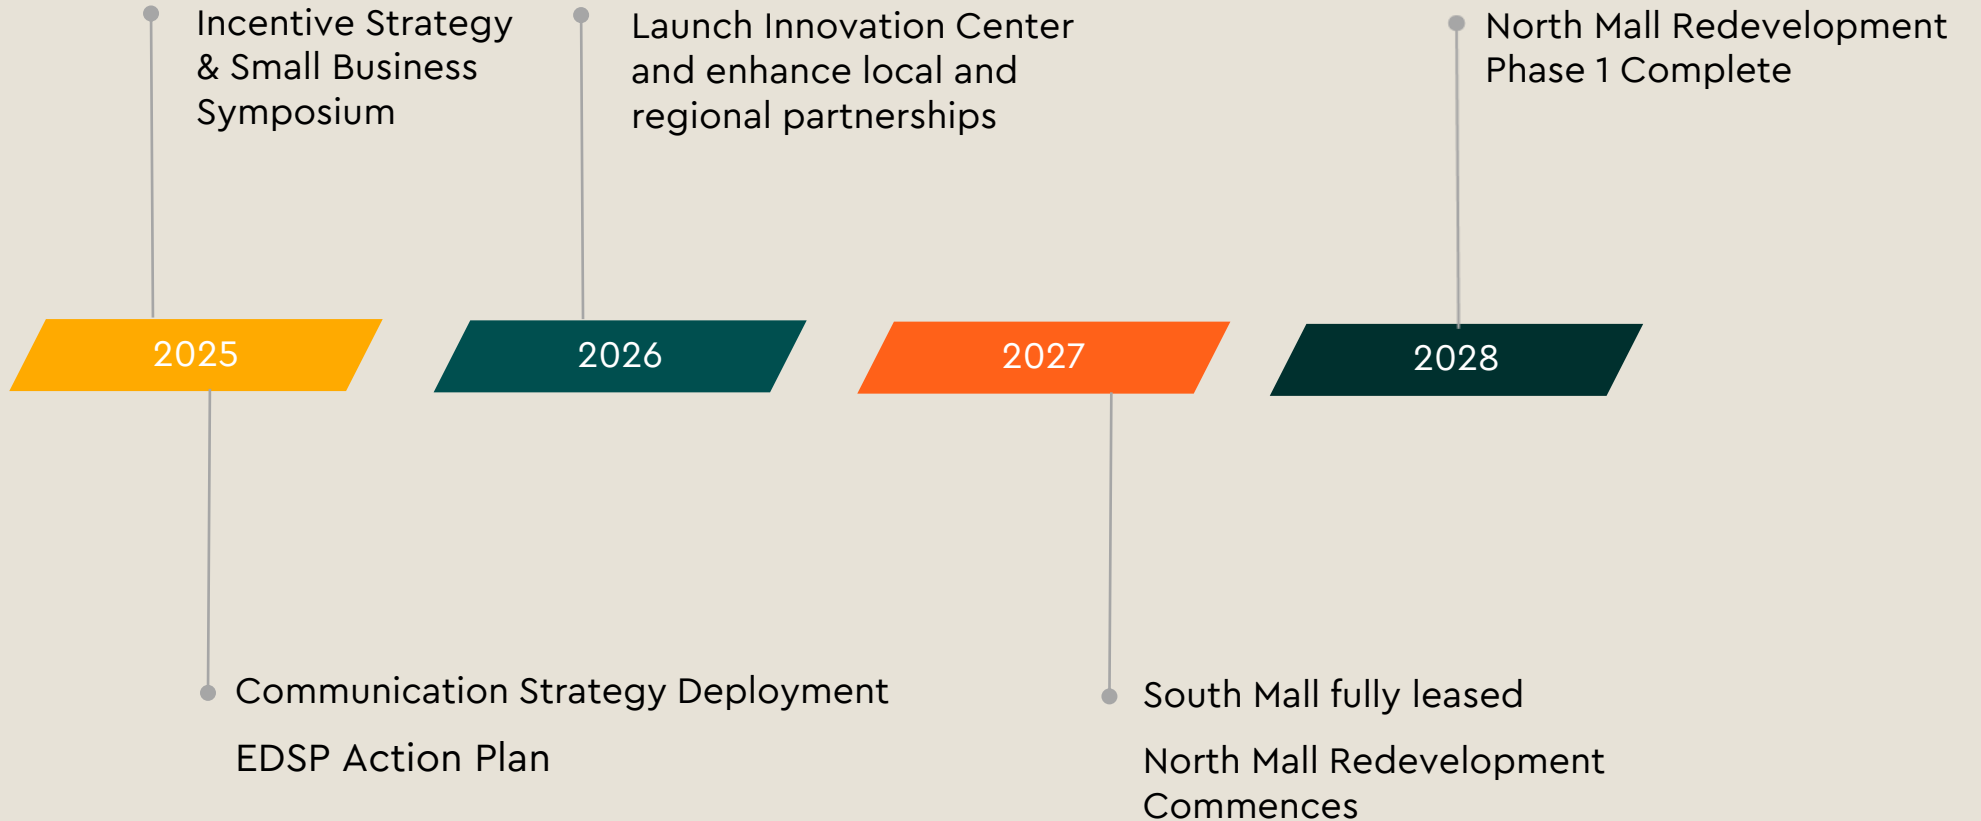 Incentive Strategy
& Small Business
Symposium
Launch Innovation Center
and enhance local and
regional partnerships
North Mall Redevelopment
Phase 1 Complete
2025
2026
2027
2028
Communication Strategy Deployment
EDSP Action Plan
South Mall fully leased
North Mall Redevelopment
Commences